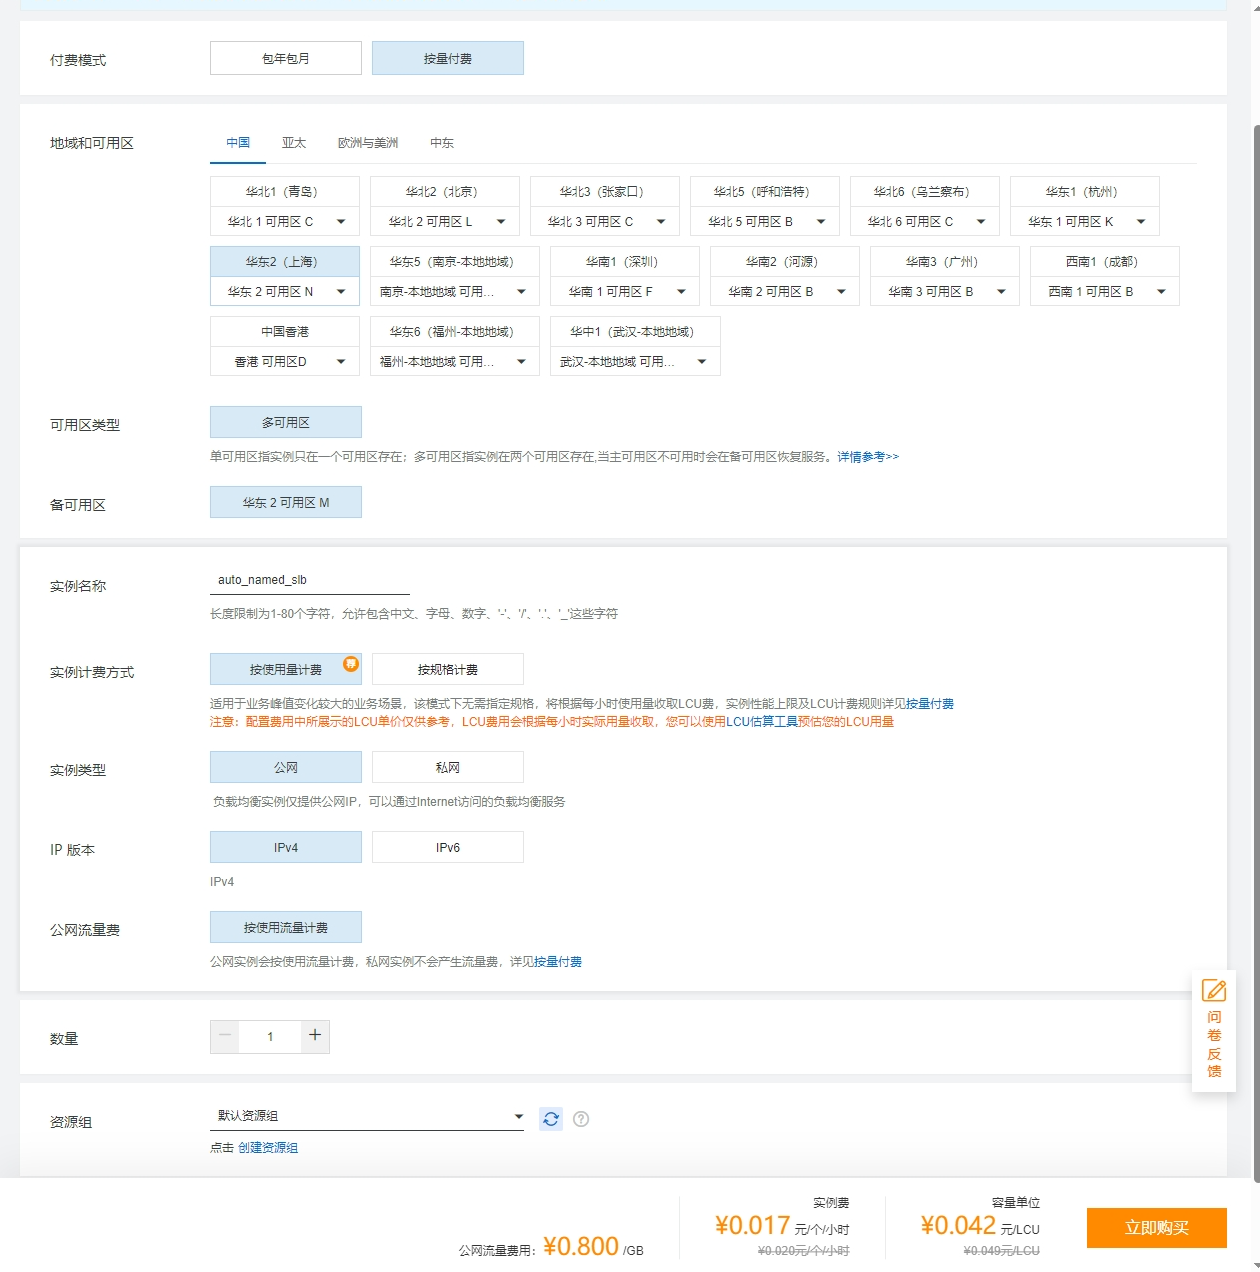 付费模式
包年包月 按量付费
地域和可用区
中国 亚太 欧洲与美洲 中东
华北1（青岛） 华北2（北京） 华北3（张家口） 华北5（呼和浩特） 华北6（乌兰察布） 华东1（杭州）
华北 1 可用区 C 华北 2 可用区 L 华北 3 可用区 C 华北 5 可用区 B 华北 6 可用区 C 华东 1 可用区 K
华东2（上海） 华东5（南京-本地地域） 华南1（深圳） 华南2（河源） 华南3（广州） 西南1（成都）
华东 2 可用区 N 南京-本地地域 可用... 华南 1 可用区 F 华南 2 可用区 B 华南 3 可用区 B 西南 1 可用区 B
中国香港 华东6（福州-本地地域） 华中1（武汉-本地地域）
香港 可用区D 福州-本地地域 可用... 武汉-本地地域 可用...
可用区类型
多可用区
单可用区指实例只在一个可用区存在；多可用区指实例在两个可用区存在,当主可用区不可用时会在备可用区恢复服务。详情参考>>
备可用区
华东 2 可用区 M
实例名称
auto_named_slb
长度限制为1-80个字符，允许包含中文、字母、数字、'-'、'/'、'.'、'_'这些字符
实例计费方式
按使用量计费 荐 按规格计费
适用于业务峰值变化较大的业务场景，该模式下无需指定规格，将根据每小时使用量收取LCU费，实例性能上限及LCU计费规则详见按量付费
注意：配置费用中所展示的LCU单价仅供参考，LCU费用会根据每小时实际用量收取，您可以使用LCU估算工具预估您的LCU用量
实例类型
公网 私网
负载均衡实例仅提供公网IP，可以通过Internet访问的负载均衡服务
IP 版本
IPv4 IPv6
IPv4
公网流量费
按使用流量计费
公网实例会按使用流量计费，私网实例不会产生流量费，详见按量付费
数量
− 1 +
资源组
默认资源组
?
点击 创建资源组
问
卷
反
馈
公网流量费用：¥0.800 /GB
实例费
¥0.017 元/个/小时
¥0.020元/个/小时
容量单位
¥0.042 元/LCU
¥0.049元/LCU
立即购买